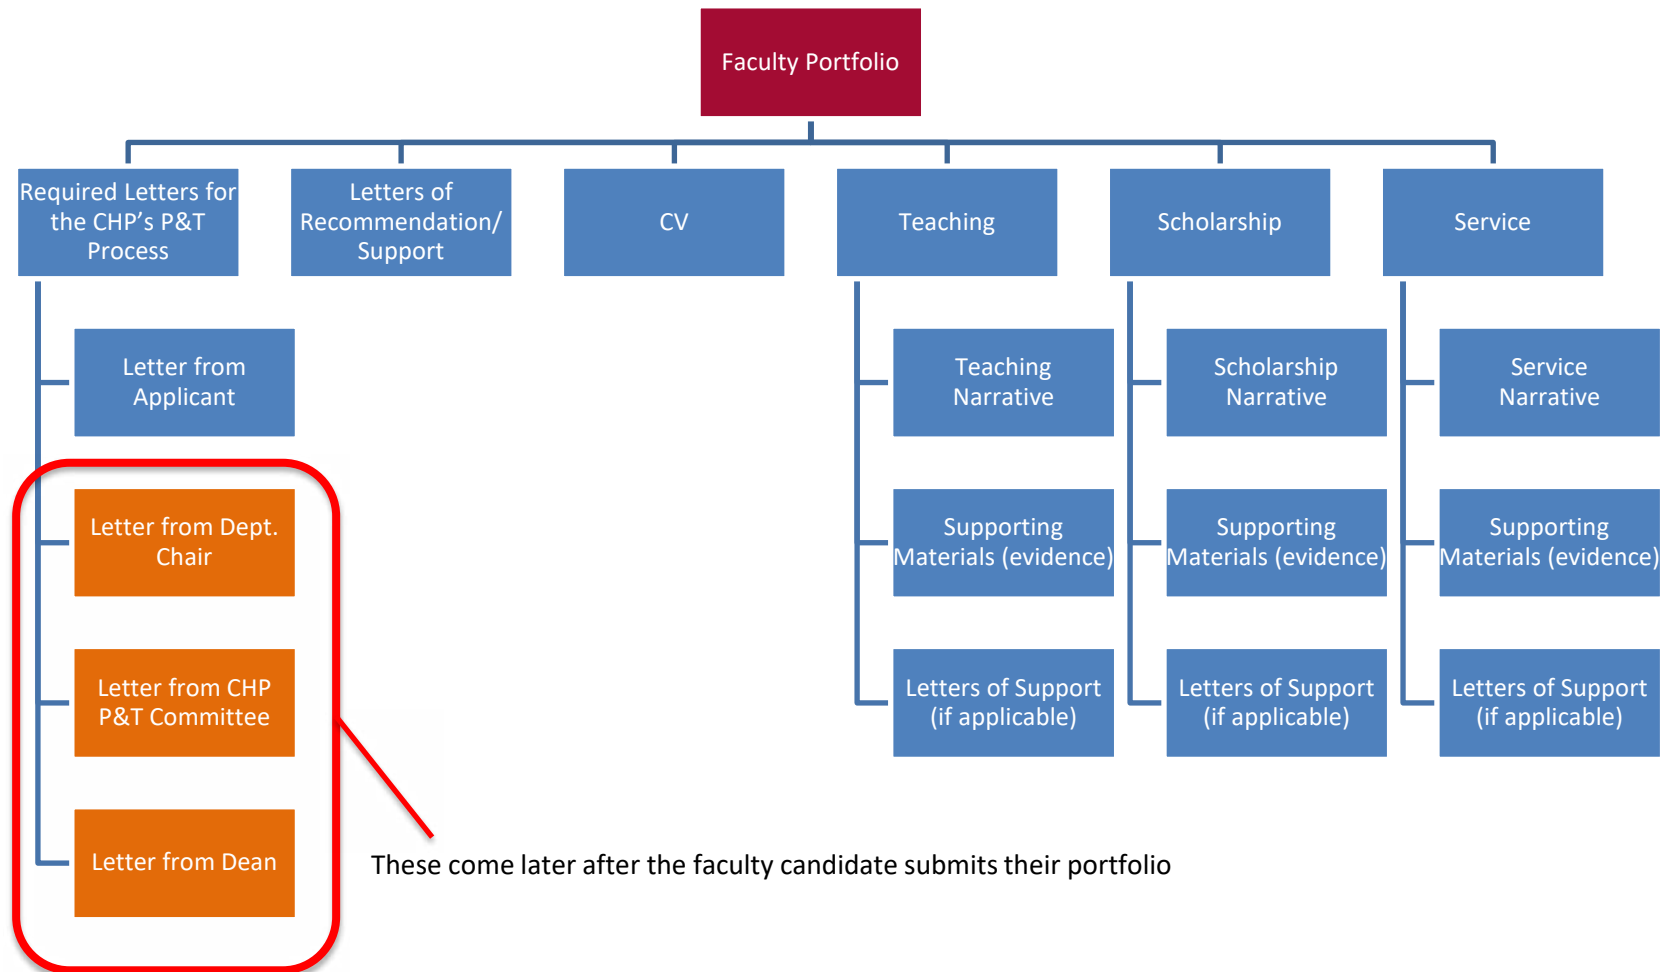 Faculty Portfolio
Required Letters for
the CHP’s P&T
Process
Letters of
Recommendation/
Support
CV
Teaching
Scholarship
Service
Letter from
Applicant
Letter from Dept.
Chair
Letter from CHP
P&T Committee
Letter from Dean
Teaching
Narrative
Supporting
Materials (evidence)
Letters of Support
(if applicable)
Scholarship
Narrative
Supporting
Materials (evidence)
Letters of Support
(if applicable)
Service
Narrative
Supporting
Materials (evidence)
Letters of Support
(if applicable)
These come later after the faculty candidate submits their portfolio